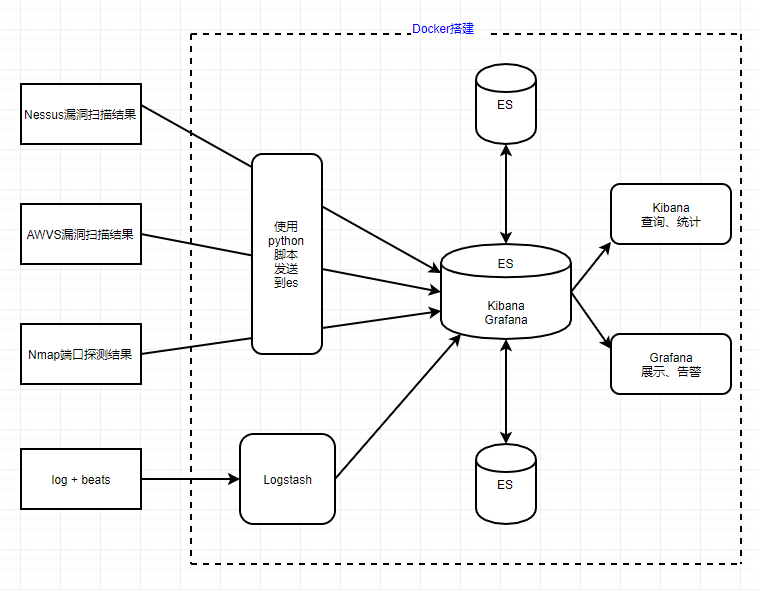 Docker搭建
ES
Nessus漏洞扫描结果
使用
python
脚本
发送
到es
Kibana
查询、统计
AWVS漏洞扫描结果
ES
Kibana
Grafana
Nmap端口探测结果
Grafana
展示、告警
log + beats
Logstash
ES